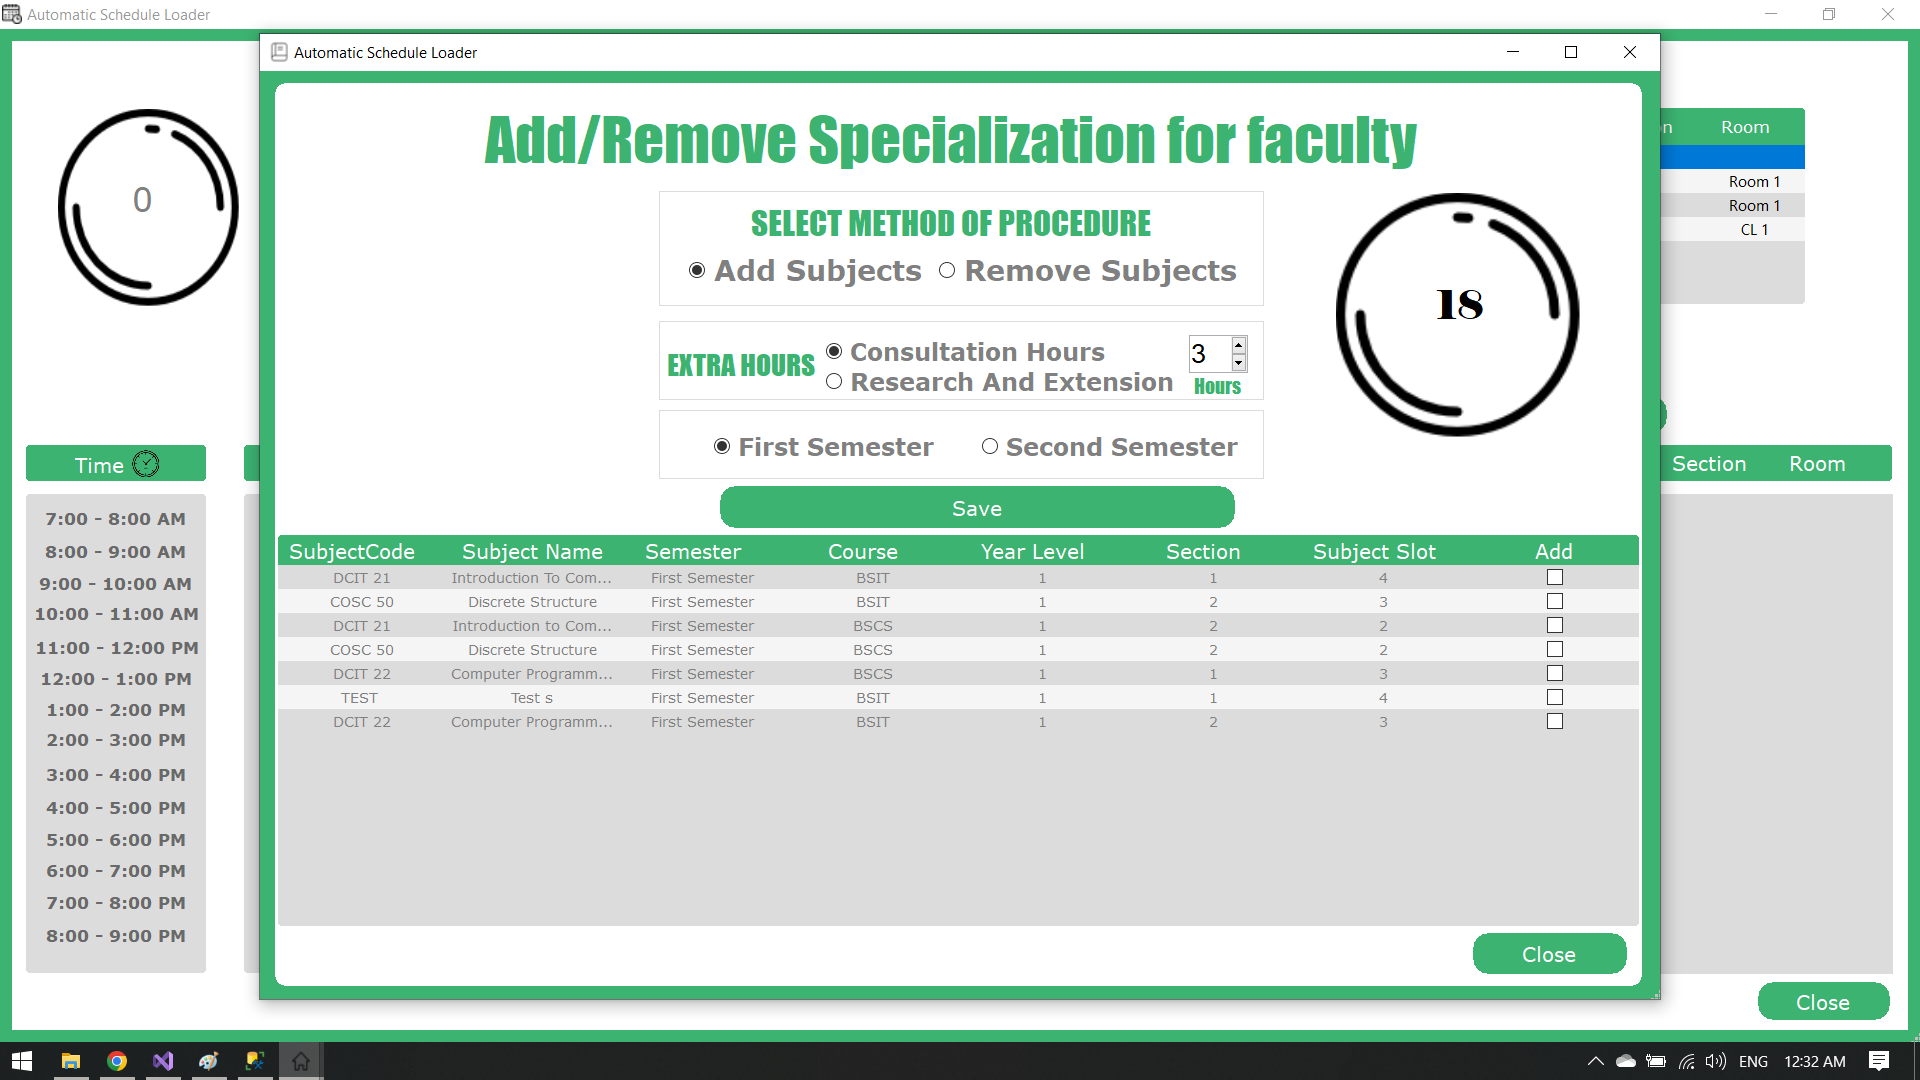 Automatic Schedule Loader
Automatic Schedule Loader
Add/Remove Specialization for faculty
SELECT METHOD OF PROCEDURE
Add Subjects Remove Subjects
EXTRA HOURS
Consultation Hours
Research And Extension
3
Hours
First Semester Second Semester
Save
18
SubjectCode Subject Name Semester Course Year Level Section Subject Slot Add
DCIT 21 Introduction To Com... First Semester BSIT 1 1 4
COSC 50 Discrete Structure First Semester BSIT 1 2 3
DCIT 21 Introduction to Com... First Semester BSCS 1 2 2
COSC 50 Discrete Structure First Semester BSCS 1 2 2
DCIT 22 Computer Programm... First Semester BSCS 1 1 3
TEST Test s First Semester BSIT 1 1 4
DCIT 22 Computer Programm... First Semester BSIT 1 2 3
Close
0
Time
7:00 - 8:00 AM
8:00 - 9:00 AM
9:00 - 10:00 AM
10:00 - 11:00 AM
11:00 - 12:00 PM
12:00 - 1:00 PM
1:00 - 2:00 PM
2:00 - 3:00 PM
3:00 - 4:00 PM
4:00 - 5:00 PM
5:00 - 6:00 PM
6:00 - 7:00 PM
7:00 - 8:00 PM
8:00 - 9:00 PM
n Room
Room 1
Room 1
CL 1
Section Room
Close
ENG 12:32 AM